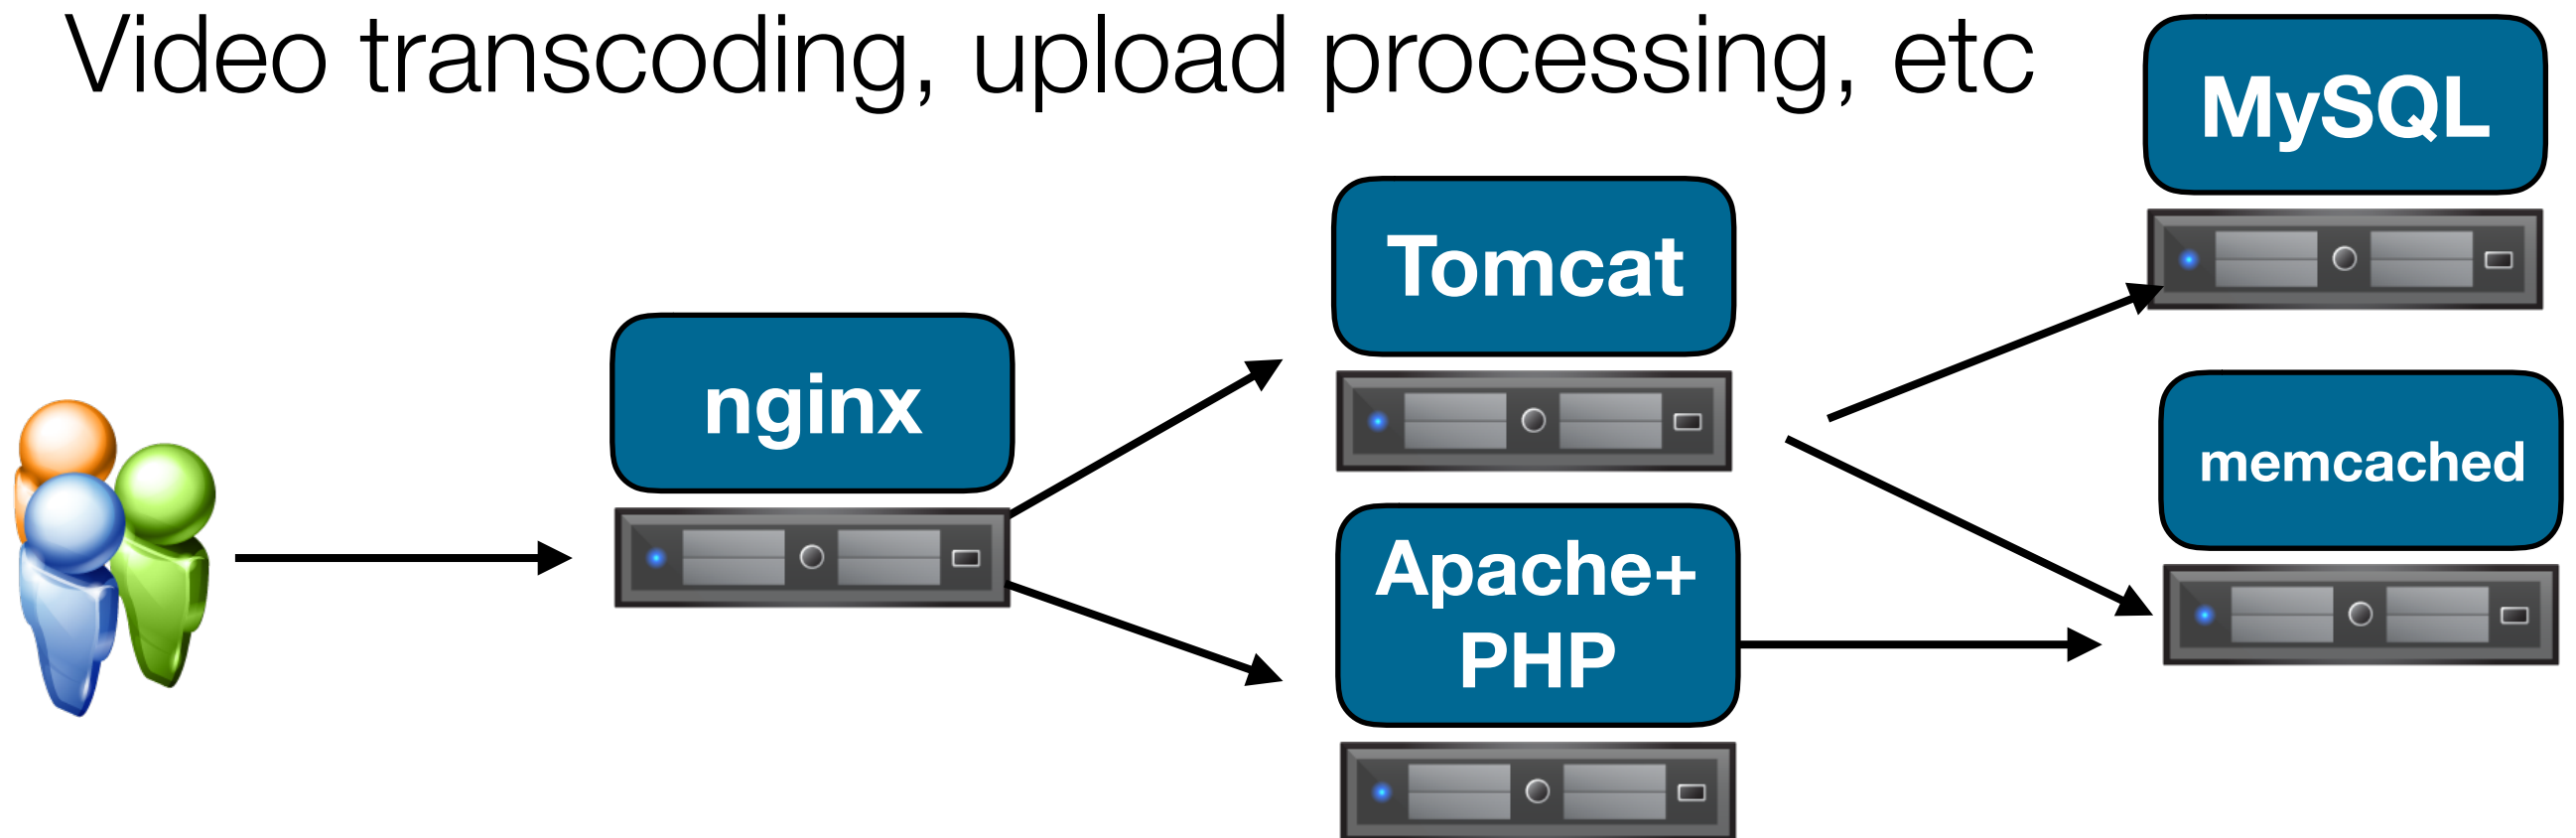 Video transcoding, upload processing, etc
MySQL
Tomcat
nginx
memcached
Apache+
PHP